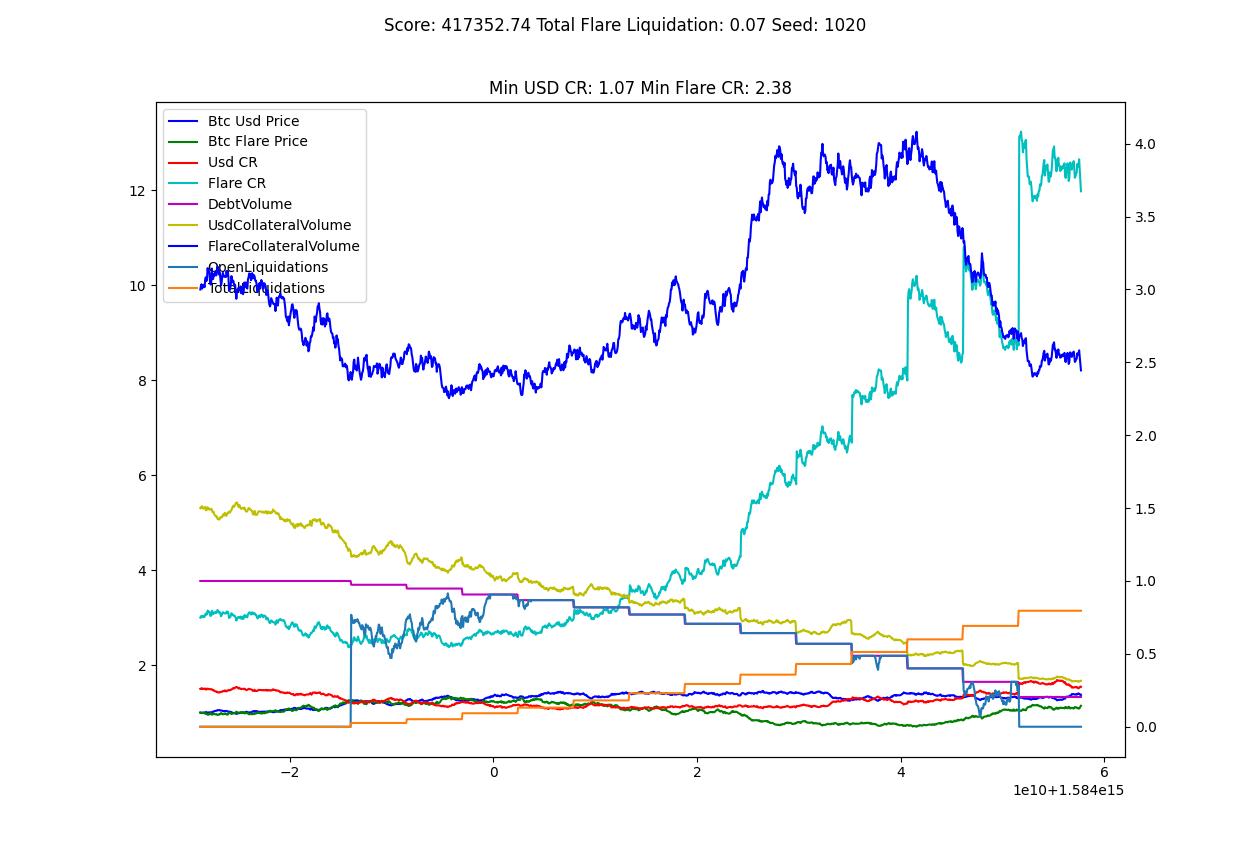 Score: 417352.74 Total Flare Liquidation: 0.07 Seed: 1020
Min USD CR: 1.07 Min Flare CR: 2.38
Btc Usd Price
Btc Flare Price
Usd CR
Flare CR
DebtVolume
UsdCollateralVolume
FlareCollateralVolume
OpenLiquidations
TotalLiquidations
12
10
8
6
4
2
4.0
3.5
3.0
2.5
2.0
1.5
1.0
0.5
0.0
−2
0
2
4
6
1e10+1.584e15